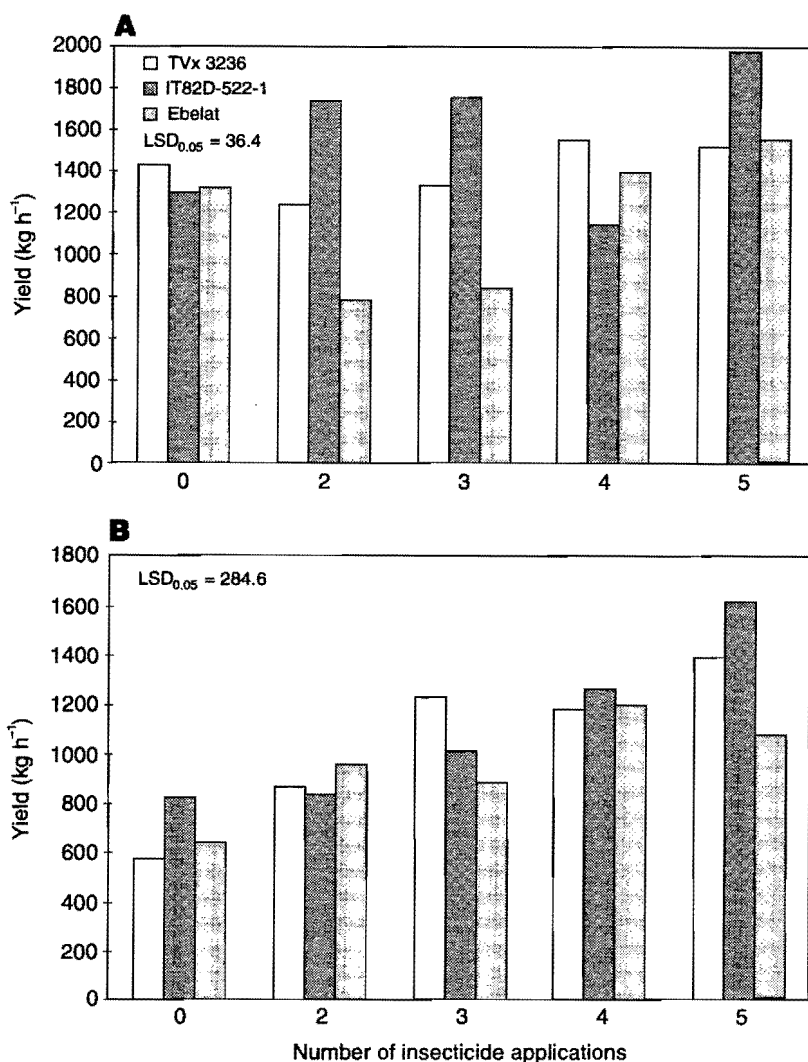 A
2000
1800
1600
1400
1200
1000
800
600
400
200
0
Yield (kg h⁻¹)
TVx 3236
IT82D-522-1
Ebelat
LSD0.05 = 36.4
0 2 3 4 5
B
1800
1600
1400
1200
1000
800
600
400
200
0
Yield (kg h⁻¹)
LSD0.05 = 284.6
0 2 3 4 5
Number of insecticide applications